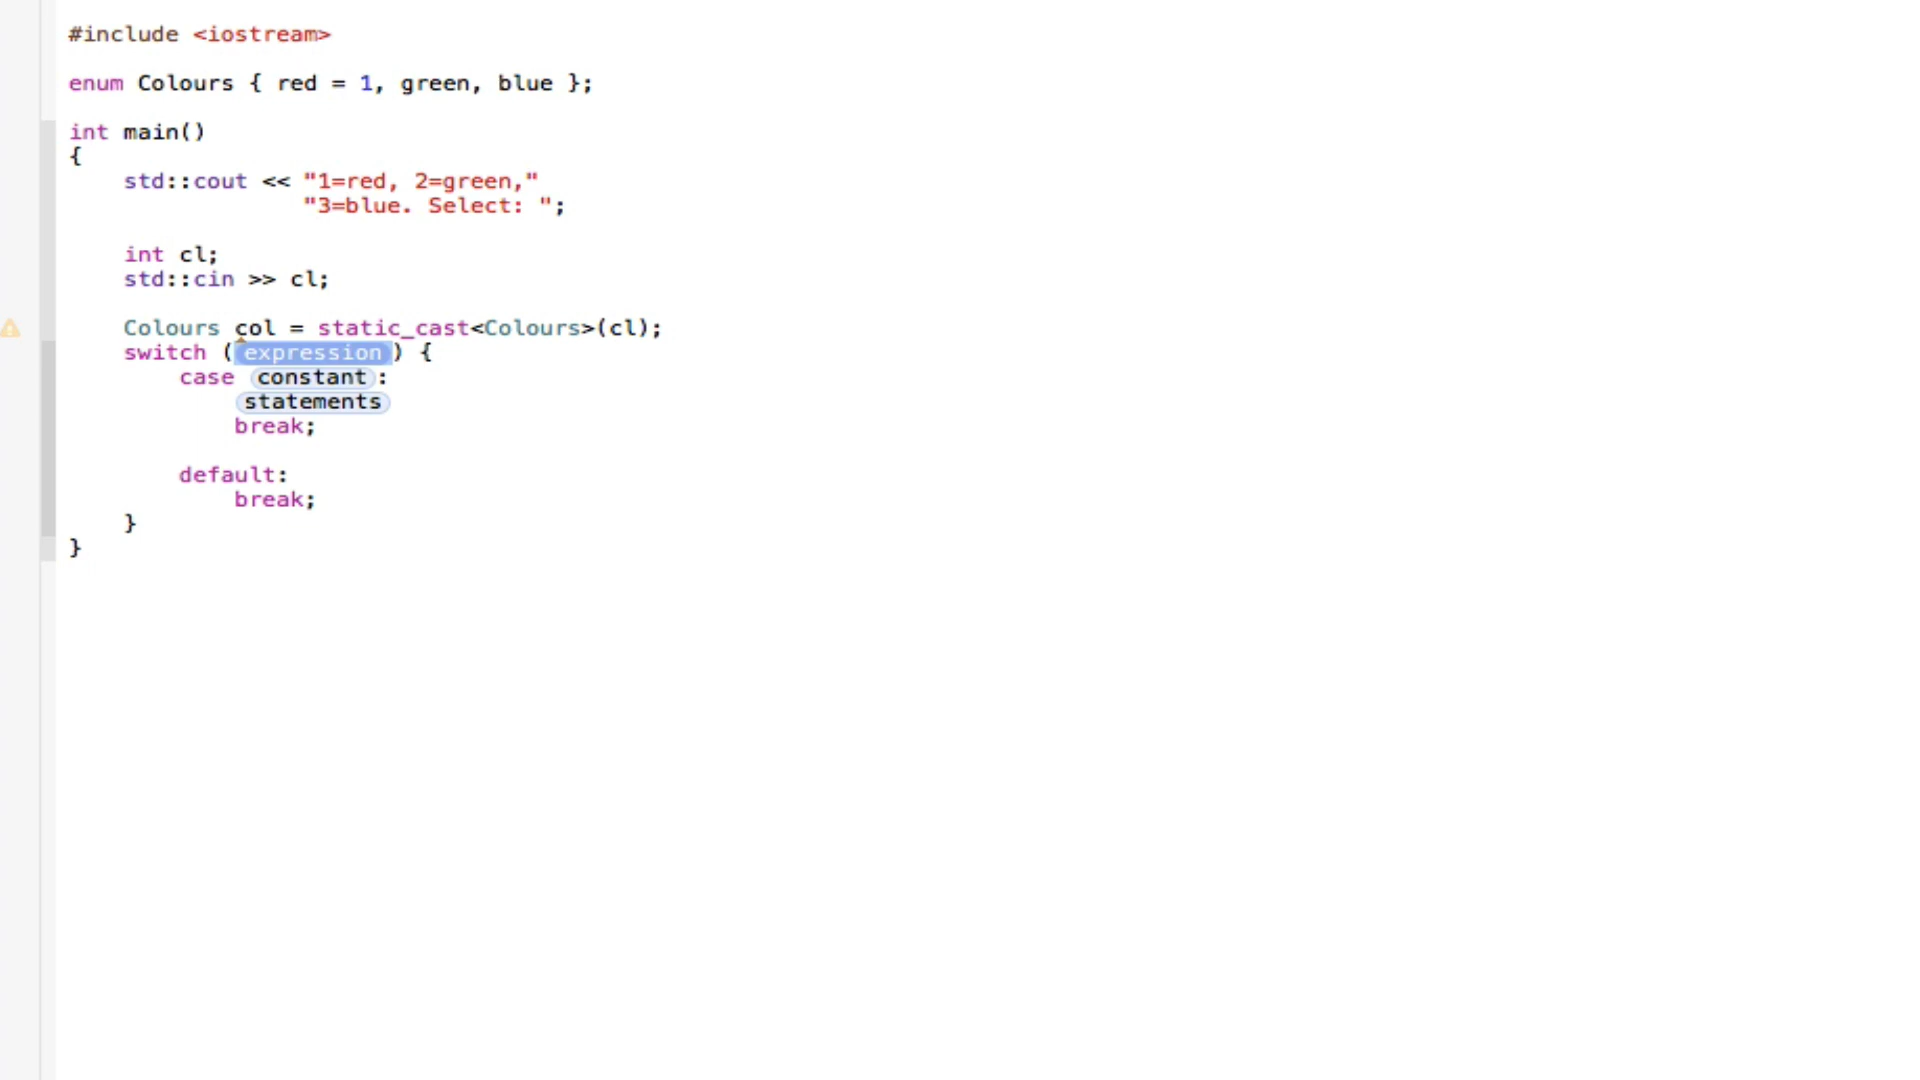 #include <iostream>
enum Colours { red = 1, green, blue };
int main()
{
    std::cout << "1=red, 2=green,"
                 "3=blue. Select: ";
    int cl;
    std::cin >> cl;
    Colours col = static_cast<Colours>(cl);
    switch (expression) {
        case constant:
            statements
            break;
        default:
            break;
    }
}